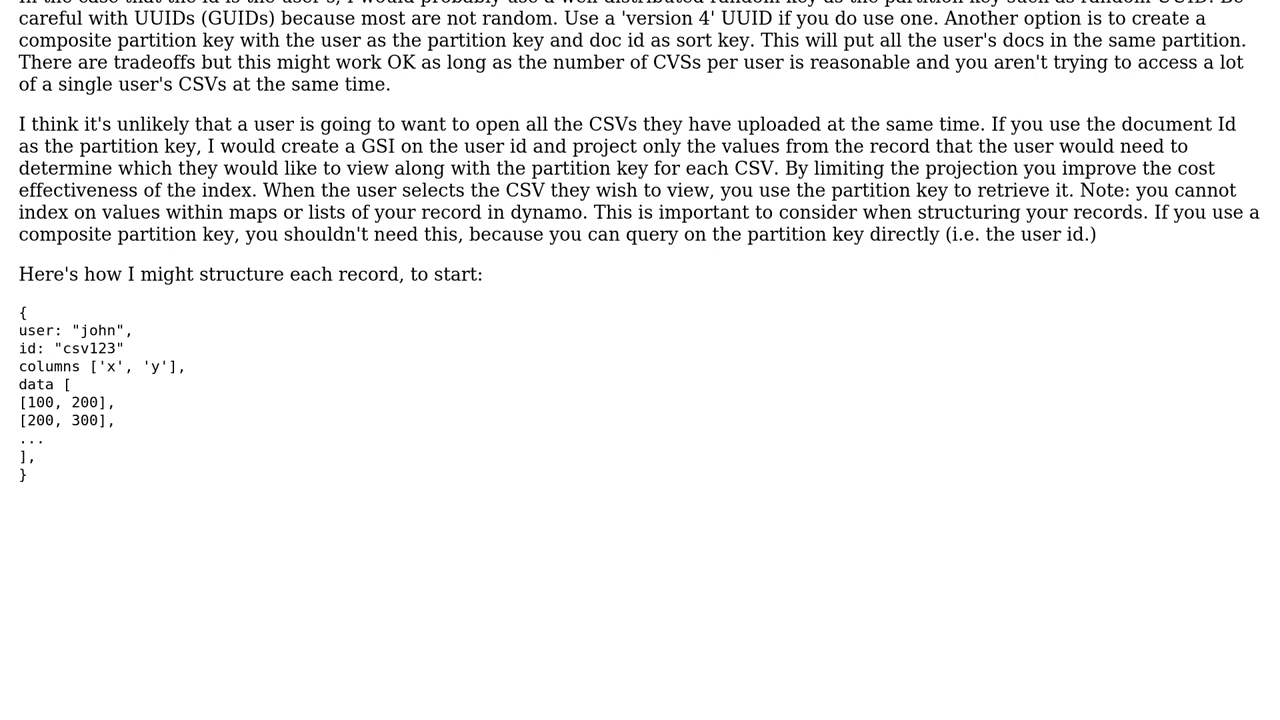 careful with UUIDs (GUIDs) because most are not random. Use a 'version 4' UUID if you do use one. Another option is to create a
composite partition key with the user as the partition key and doc id as sort key. This will put all the user's docs in the same partition.
There are tradeoffs but this might work OK as long as the number of CVSs per user is reasonable and you aren't trying to access a lot
of a single user's CSVs at the same time.
I think it's unlikely that a user is going to want to open all the CSVs they have uploaded at the same time. If you use the document Id
as the partition key, I would create a GSI on the user id and project only the values from the record that the user would need to
determine which they would like to view along with the partition key for each CSV. By limiting the projection you improve the cost
effectiveness of the index. When the user selects the CSV they wish to view, you use the partition key to retrieve it. Note: you cannot
index on values within maps or lists of your record in dynamo. This is important to consider when structuring your records. If you use a
composite partition key, you shouldn't need this, because you can query on the partition key directly (i.e. the user id.)
Here's how I might structure each record, to start:
{
user: "john",
id: "csv123"
columns ['x', 'y'],
data [
[100, 200],
[200, 300],
...
],
}